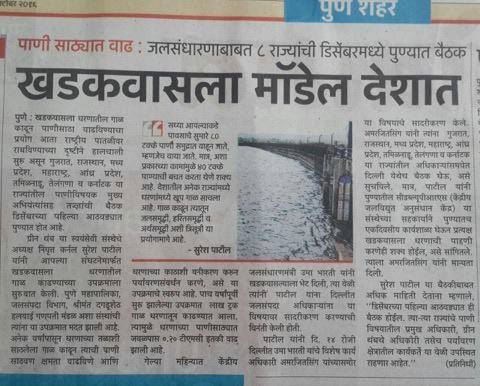 क्टोबर २०१६
पुणे शहर
पाणी साठ्यात वाढ : जलसंधारणाबाबत ८ राज्यांची डिसेंबरमध्ये पुण्यात बैठक
खडकवासला मॉडेल देशात
पुणे : खडकवासला धरणातील गाळ
काढून पाणीसाठा वाढविण्याचा
प्रयोग आता राष्ट्रीय पातळीवर
राबविण्याच्या दृष्टीने हालचाली
सुरू असून गुजरात, राजस्थान, मध्य
प्रदेश, महाराष्ट्र, आंध्र प्रदेश,
तमिळनाडू, तेलंगणा व कर्नाटक या
राज्यांतील पाणीविषयक मुख्य
अभियंत्यांसह तज्ज्ञांची बैठक
डिसेंबरच्या पहिल्या आठवड्यात
पुण्यात होत आहे.
ग्रीन थंब या स्वयंसेवी संस्थेचे
अध्यक्ष निवृत्त कर्नल सुरेश पाटील
यांनी आपल्या संघटनेमार्फत
खडकवासला धरणातील गाळ
काढण्याच्या उपक्रमाला
सुरुवात केली. पुणे महापालिका,
जलसंपदा विभाग, श्रीमंत दगडूशेठ
हलवाई गणपती मंडळ अशा संस्थांची
त्यांना या उपक्रमात मदत झाली आहे.
अनेक वर्षांपासून धरणाच्या तळाशी
साठलेला गाळ काढून त्याची पाणी
साठवण क्षमता वाढविणे आणि
सध्या आपल्याकडे
पावसाचे सुमारे ८०
टक्के पाणी समुद्रात वाहून जाते,
म्हणजेच वाया जाते. मात्र, अशा
प्रकारच्या कामांमुळे ४० टक्के
पाण्याची बचत करता येणे शक्य
आहे. देशातील अनेक राज्यांमध्ये
धरणांमध्ये खूप गाळ साचला
आहे. गाळ काढून त्यातून
जलसमृद्धी, हरितसमृद्धी व
अर्थसमृद्धी अशी त्रिसूत्री या
प्रयोगामागे आहे.
- सुरेश पाटील
धरणाच्या काठाशी वनीकरण करून
पर्यावरणसंवर्धन करणे, असे या
उपक्रमाचे स्वरूप आहे. पाच वर्षांपूर्वी
सुरू झालेल्या उपक्रमात लाख ट्रक
गाळ धरणातून काढण्यात आला.
त्यामुळे धरणाच्या पाणीसाठ्यात
जवळपास ०.२० टीएमसी इतकी वाढ
झाली आहे.
गेल्या महिन्यात केंद्रीय
जलसंधारणमंत्री उमा भारती यांनी
खडकवासल्याला भेट दिली, त्या वेळी
त्यांनी पाटील यांना दिल्लीत
जलसंपदा अधिकाऱ्यांना या
विषयावर सादरीकरण करण्याची
विनंती केली होती.
पाटील यांनी दि. १४ रोजी
दिल्लीत उमा भारती यांचे विशेष कार्य
अधिकारी अमरजितसिंग यांच्यासमोर
या विषयाचे सादरीकरण केले.
अमरजितसिंग यांनी त्यांना गुजरात,
राजस्थान, मध्य प्रदेश, महाराष्ट्र, आंध्र
प्रदेश, तमिळनाडू, तेलंगणा व कर्नाटक
या राज्यांतील अधिकाऱ्यांसमवेत
दिल्ली येथेच बैठक घेऊ, असे
सुचविले. मात्र, पाटील यांनी
पुण्यातील सीडब्ल्यूपीआरएस (केंद्रीय
जलविद्युत अनुसंधान केंद्र) या
संस्थेच्या सहकार्याने पुण्यातच
एकदिवसीय कार्यशाळा घेऊन प्रत्यक्ष
खडकवासला धरणाची पाहणी
करणेही शक्य होईल, असे सांगितले.
त्याला अमरजितसिंग यांनी मान्यता
दिली.
सुरेश पाटील या बैठकीबाबत
अधिक माहिती देताना म्हणाले,
''डिसेंबरच्या पहिल्या आठवड्यात ही
बैठक होईल. त्या-त्या राज्यांचे पाणी
विषयातील प्रमुख अधिकारी, ग्रीन
थंबचे अधिकारी तसेच पर्यावरण
क्षेत्रातील कार्यकर्ते या वेळी उपस्थित
राहणार आहेत.'' (प्रतिनिधी)